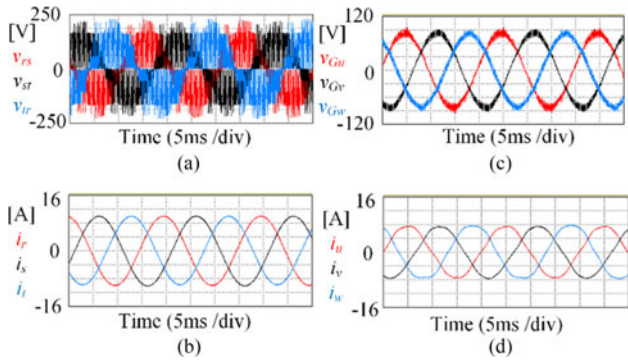 250
[V]
v_rs
v_st
v_tr
0
-250
Time (5ms /div)
(a)
120
[V]
v_Gu
v_Gv
v_Gw
0
-120
Time (5ms /div)
(c)
16
[A]
i_r
i_s
i_t
0
-16
Time (5ms /div)
(b)
16
[A]
i_u
i_v
i_w
0
-16
Time (5ms /div)
(d)